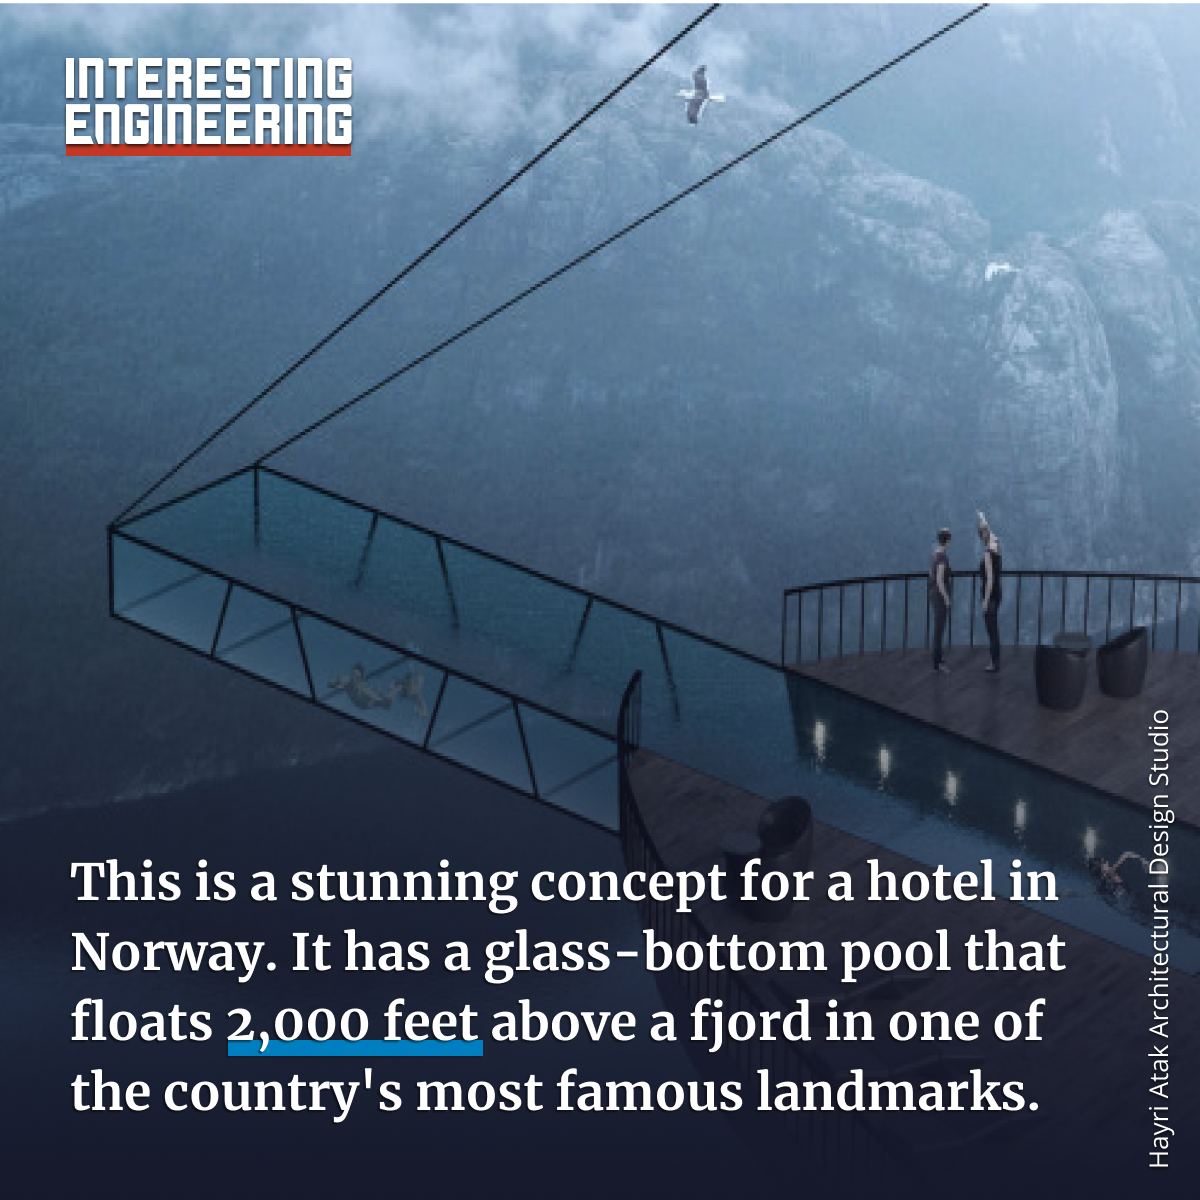 INTERESTING
ENGINEERING
This is a stunning concept for a hotel in
Norway. It has a glass-bottom pool that
floats 2,000 feet above a fjord in one of
the country's most famous landmarks.
Hayri Atak Architectural Design Studio